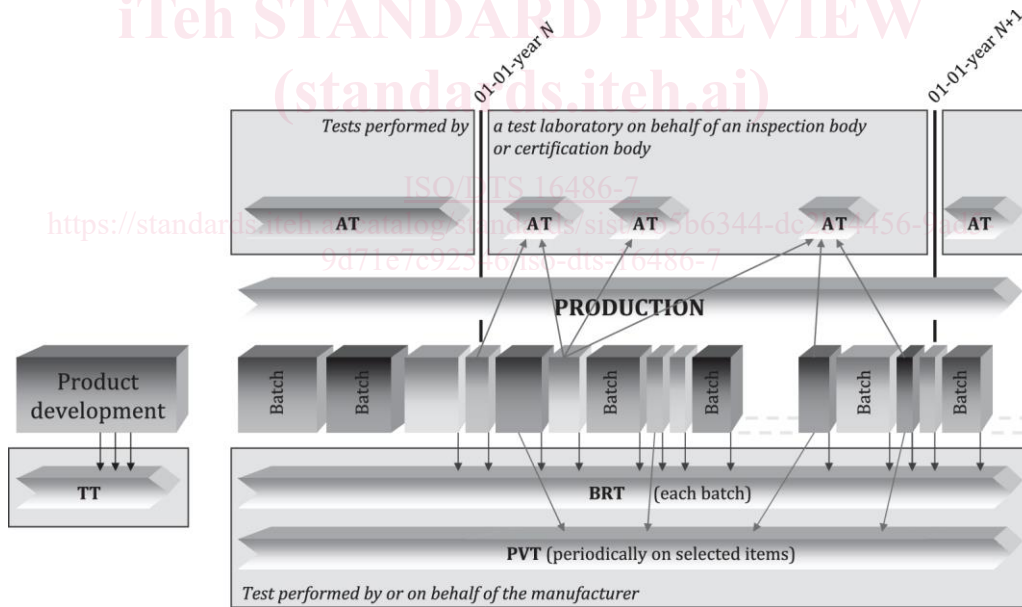 iTeh STANDARD PREVIEW
(standards.iteh.ai)
01-01-year N
01-01-year N+1
Tests performed by
a test laboratory on behalf of an inspection body
or certification body
ISO/DTS 16486-7
AT
AT
AT
AT
AT
PRODUCTION
Product
development
Batch
Batch
Batch
Batch
Batch
Batch
TT
BRT (each batch)
PVT (periodically on selected items)
Test performed by or on behalf of the manufacturer